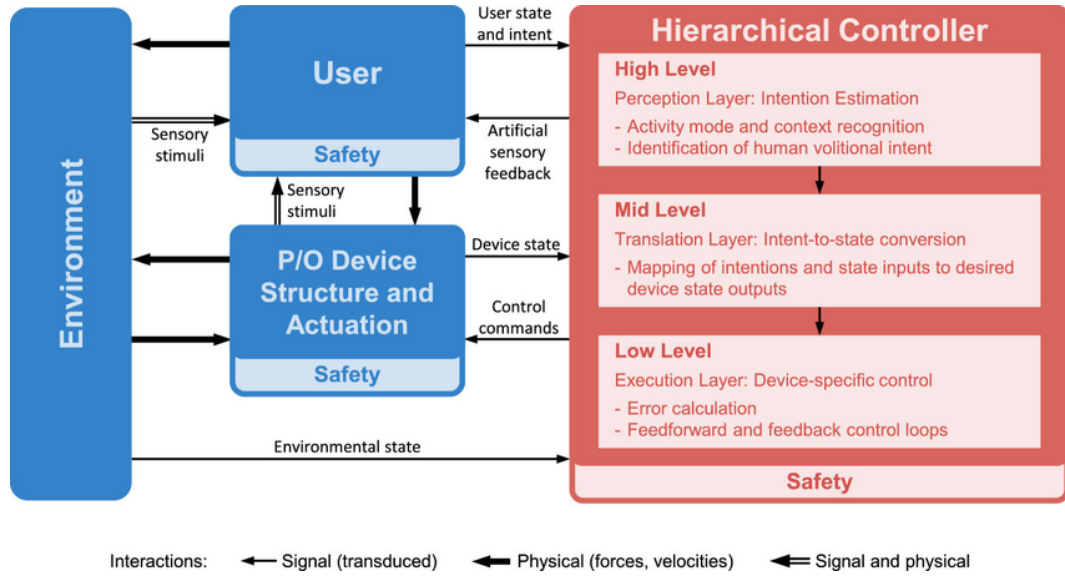 Environment
User
Safety
Sensory
stimuli
Sensory
stimuli
P/O Device
Structure and
Actuation
Safety
User state
and intent
Artificial
sensory
feedback
Device state
Control
commands
Environmental state
Hierarchical Controller
High Level
Perception Layer: Intention Estimation
- Activity mode and context recognition
- Identification of human volitional intent
Mid Level
Translation Layer: Intent-to-state conversion
- Mapping of intentions and state inputs to desired
device state outputs
Low Level
Execution Layer: Device-specific control
- Error calculation
- Feedforward and feedback control loops
Safety
Interactions:
Signal (transduced)
Physical (forces, velocities)
Signal and physical